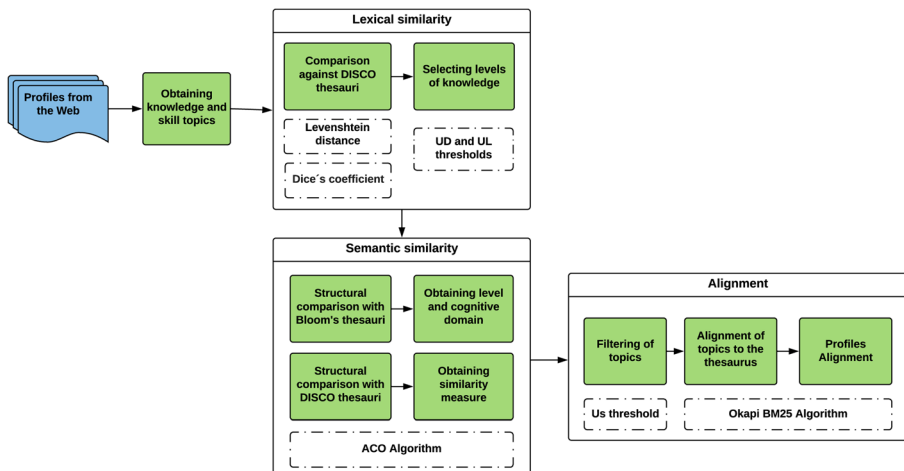 Profiles from
the Web
Obtaining
knowledge and
skill topics
Lexical similarity
Comparison
against DISCO
thesauri
Selecting levels
of knowledge
Levenshtein
distance
Dice´s coefficient
UD and UL
thresholds
Semantic similarity
Structural
comparison with
Bloom's thesauri
Obtaining level
and cognitive
domain
Structural
comparison with
DISCO thesauri
Obtaining
similarity
measure
ACO Algorithm
Alignment
Filtering of
topics
Alignment of
topics to the
thesaurus
Profiles
Alignment
Us threshold
Okapi BM25 Algorithm